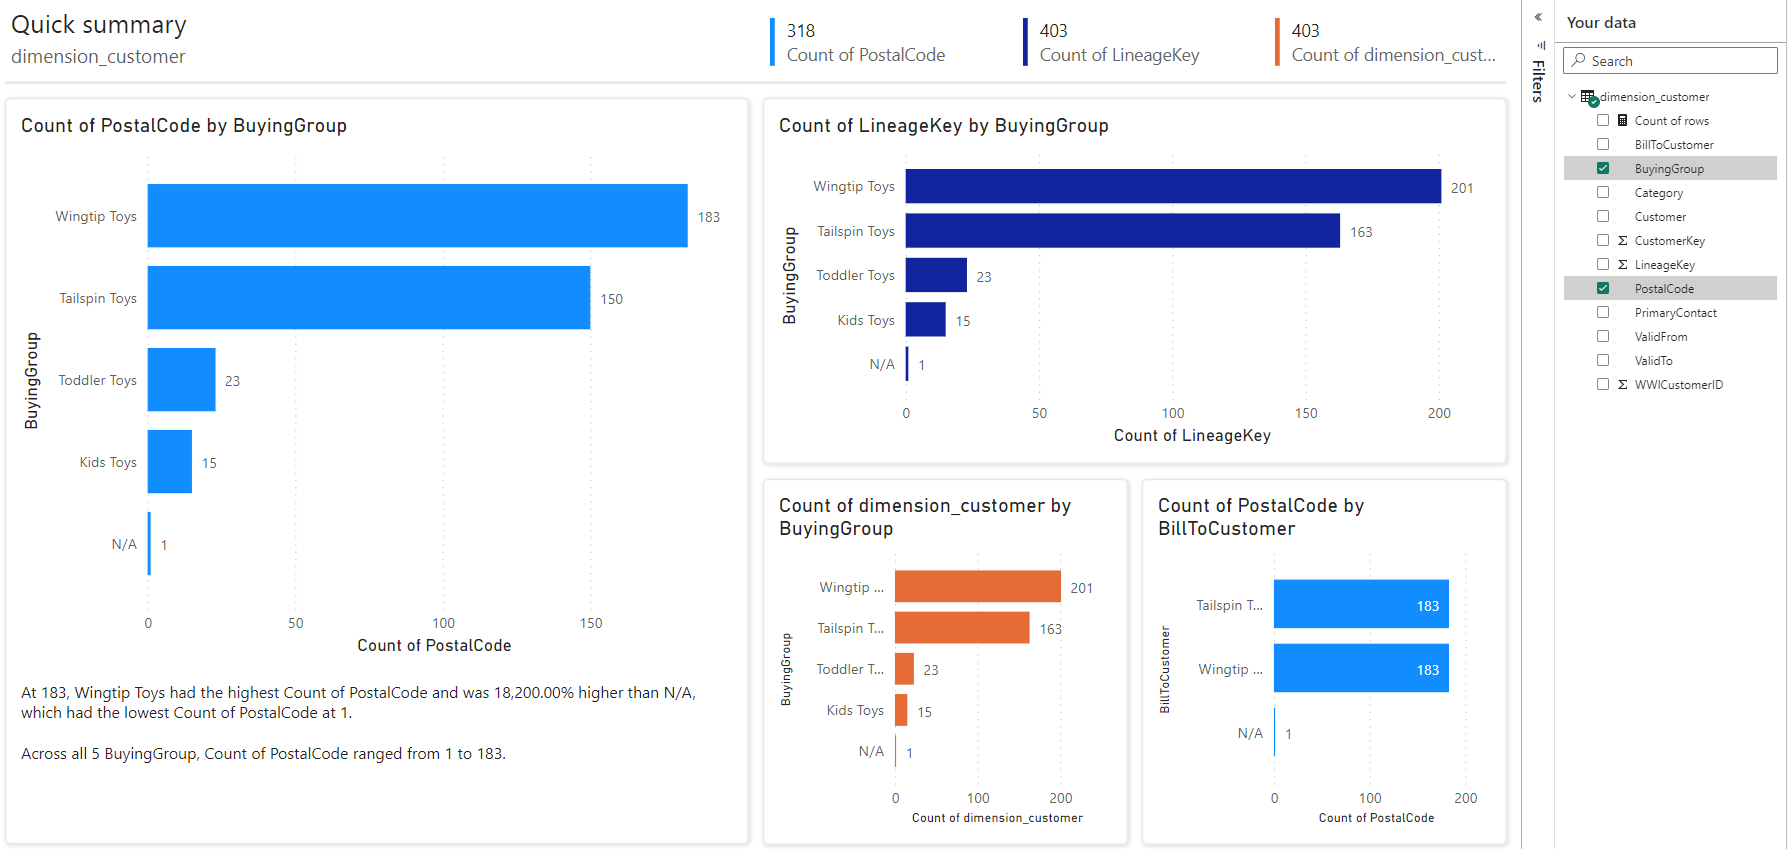 Quick summary
dimension_customer
318
Count of PostalCode
403
Count of LineageKey
403
Count of dimension_cust...
Count of PostalCode by BuyingGroup
BuyingGroup
Wingtip Toys
183
Tailspin Toys
150
Toddler Toys
23
Kids Toys
15
N/A
1
0 50 100 150
Count of PostalCode
At 183, Wingtip Toys had the highest Count of PostalCode and was 18,200.00% higher than N/A,
which had the lowest Count of PostalCode at 1.
Across all 5 BuyingGroup, Count of PostalCode ranged from 1 to 183.
Count of LineageKey by BuyingGroup
BuyingGroup
Wingtip Toys
201
Tailspin Toys
163
Toddler Toys
23
Kids Toys
15
N/A
1
0 50 100 150 200
Count of LineageKey
Count of dimension_customer by
BuyingGroup
BuyingGroup
Wingtip ...
201
Tailspin T...
163
Toddler T...
23
Kids Toys
15
N/A
1
0 100 200
Count of dimension_customer
Count of PostalCode by
BillToCustomer
BillToCustomer
Tailspin T...
183
Wingtip ...
183
N/A
1
0 100 200
Count of PostalCode
Filters
Your data
Search
dimension_customer
Count of rows
BillToCustomer
BuyingGroup
Category
Customer
CustomerKey
LineageKey
PostalCode
PrimaryContact
ValidFrom
ValidTo
WWICustomerID